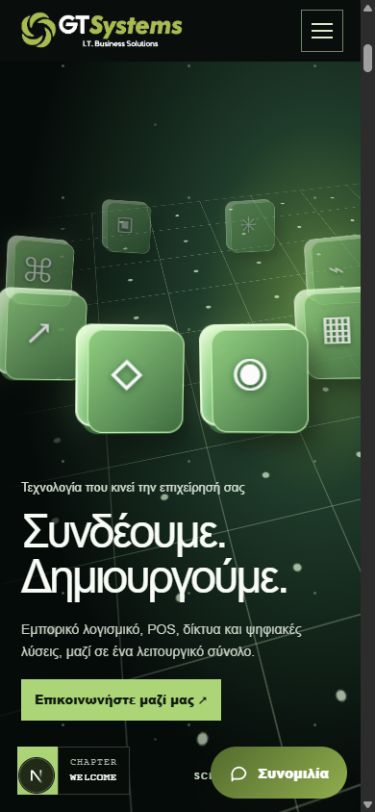 GTSystems
I.T. Business Solutions
Τεχνολογία που κινεί την επιχείρησή σας
Συνδέουμε.
Δημιουργούμε.
Εμπορικό λογισμικό, POS, δίκτυα και ψηφιακές
λύσεις, μαζί σε ένα λειτουργικό σύνολο.
Επικοινωνήστε μαζί μας ↗
N
CHAPTER
WELCOME
Συνομιλία